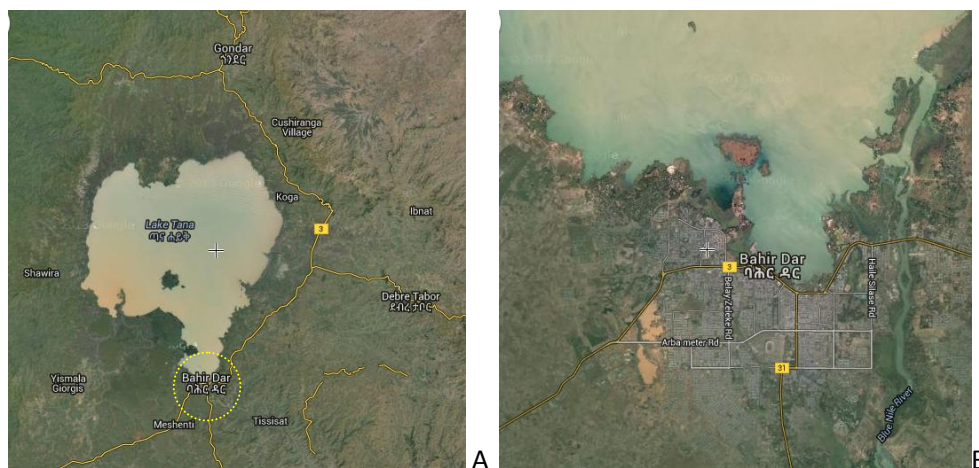 Gondar
ጎንደር
Cushiranga
Village
Koga
Ibnat
Lake Tana
ጣና ሐይቅ
3
Shawira
Debre Tabor
ደብረ ታቦር
Yismala
Giorgis
Bahir Dar
ባሕር ዳር
Meshenti
Tissisat
A
Bahir Dar
ባሕር ዳር
3
Belay Zeleke Rd
Haile Silase Rd
Arba meter Rd
31
Blue Nile River